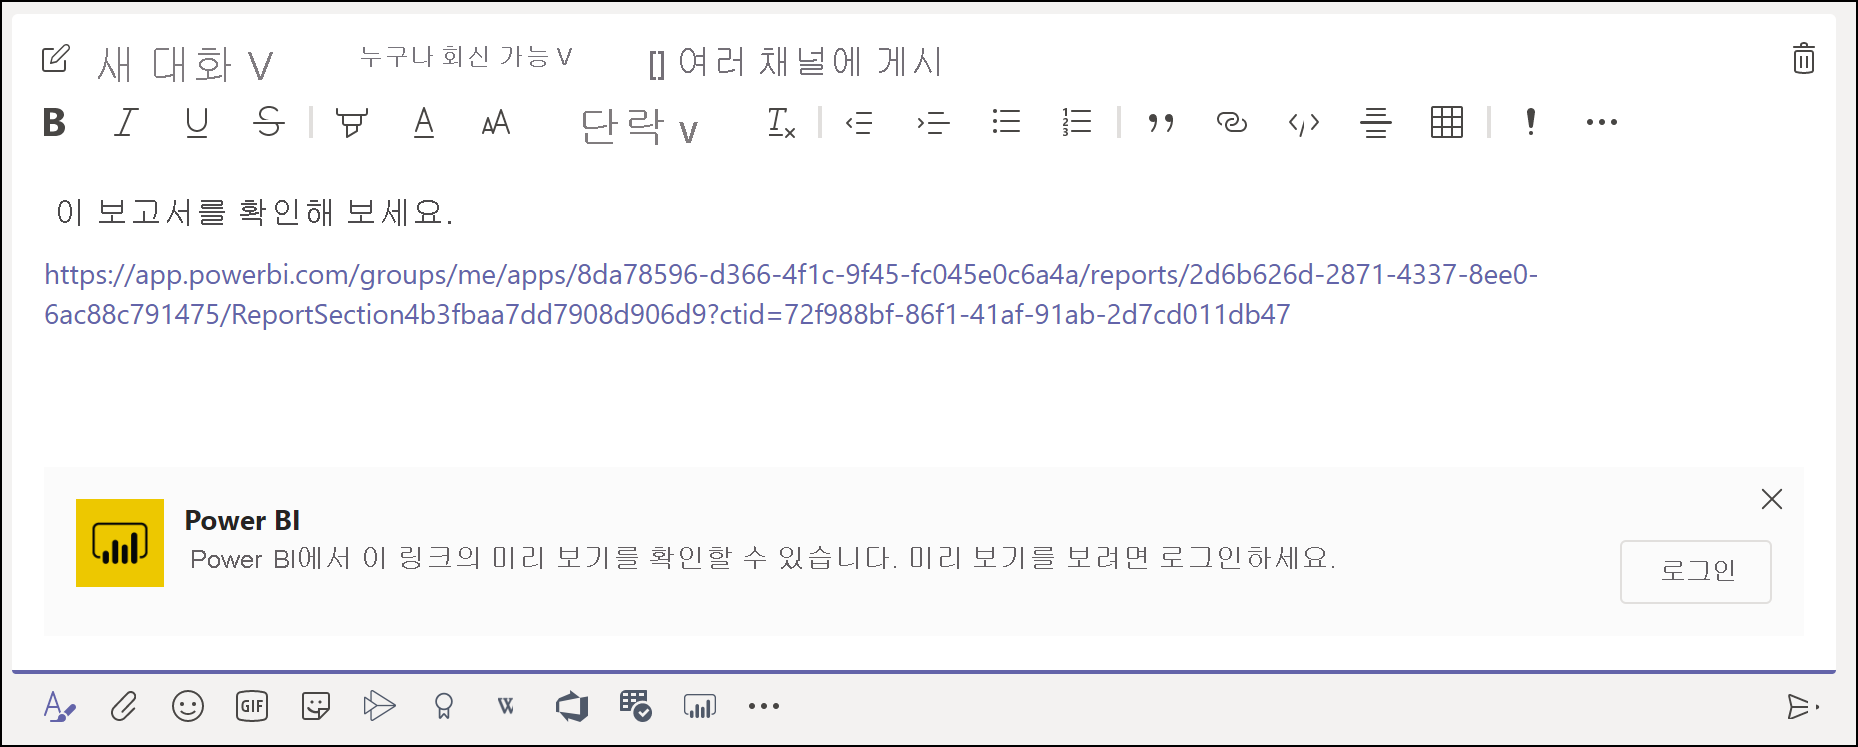 새 대화 V 누구나 회신 가능 V [] 여러 채널에 게시
B I U S A AA 단락 V Tx
이 보고서를 확인해 보세요.
https://app.powerbi.com/groups/me/apps/8da78596-d366-4f1c-9f45-fc045e0c6a4a/reports/2d6b626d-2871-4337-8ee0-
6ac88c791475/ReportSection4b3fbaa7dd7908d906d9?ctid=72f988bf-86f1-41af-91ab-2d7cd011db47
Power BI
Power BI에서 이 링크의 미리 보기를 확인할 수 있습니다. 미리 보기를 보려면 로그인하세요.
로그인
GIF